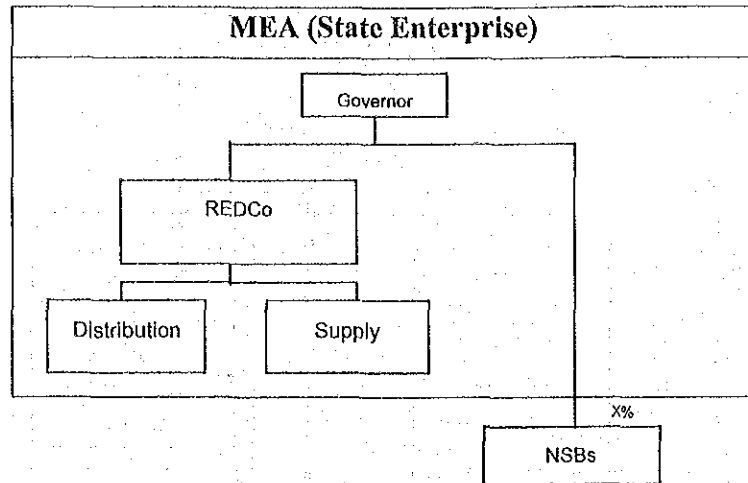 MEA (State Enterprise)
Governor
REDCo
Distribution
Supply
X%
NSBs